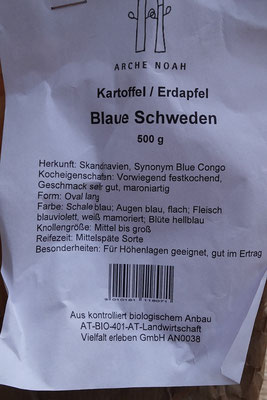 ARCHE NOAH
Kartoffel / Erdapfel
Blaue Schweden
500 g
Herkunft: Skandinavien, Synonym Blue Congo
Kocheigenschaften: Vorwiegend festkochend,
Geschmack sehr gut, maroniartig
Form: Oval lang
Farbe: Schale blau; Augen blau, flach; Fleisch
blauviolett, weiß mamoriert; Blüte hellblau
Knollengröße: Mittel bis groß
Reifezeit: Mittelspäte Sorte
Besonderheiten: Für Höhenlagen geeignet, gut im Ertrag
Aus kontrolliert biologischem Anbau
AT-BIO-401-AT-Landwirtschaft
Vielfalt erleben GmbH AN0038